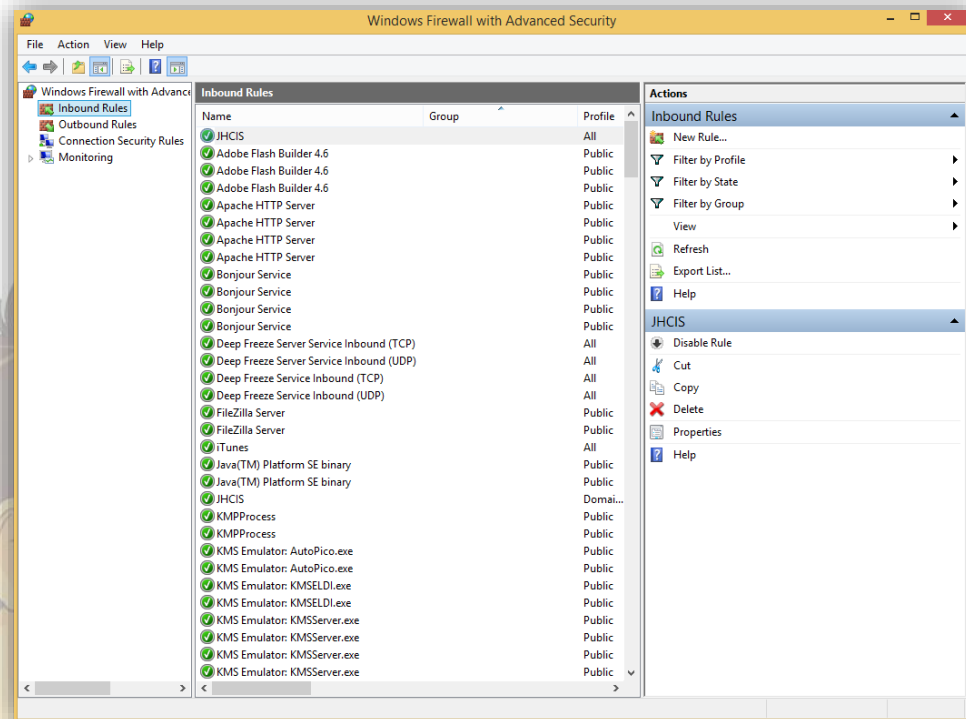 Windows Firewall with Advanced Security
File Action View Help
Windows Firewall with Advance
Inbound Rules
Outbound Rules
Connection Security Rules
Monitoring
Inbound Rules
Name Group Profile
JHCIS All
Adobe Flash Builder 4.6 Public
Adobe Flash Builder 4.6 Public
Adobe Flash Builder 4.6 Public
Apache HTTP Server Public
Apache HTTP Server Public
Apache HTTP Server Public
Apache HTTP Server Public
Bonjour Service Public
Bonjour Service Public
Bonjour Service Public
Bonjour Service Public
Deep Freeze Server Service Inbound (TCP) All
Deep Freeze Server Service Inbound (UDP) All
Deep Freeze Service Inbound (TCP) All
Deep Freeze Service Inbound (UDP) All
FileZilla Server Public
FileZilla Server Public
iTunes All
Java(TM) Platform SE binary Public
Java(TM) Platform SE binary Public
JHCIS Domai...
KMPProcess Public
KMPProcess Public
KMS Emulator: AutoPico.exe Public
KMS Emulator: AutoPico.exe Public
KMS Emulator: KMSELDI.exe Public
KMS Emulator: KMSELDI.exe Public
KMS Emulator: KMSServer.exe Public
KMS Emulator: KMSServer.exe Public
KMS Emulator: KMSServer.exe Public
KMS Emulator: KMSServer.exe Public
Actions
Inbound Rules
New Rule...
Filter by Profile
Filter by State
Filter by Group
View
Refresh
Export List...
Help
JHCIS
Disable Rule
Cut
Copy
Delete
Properties
Help